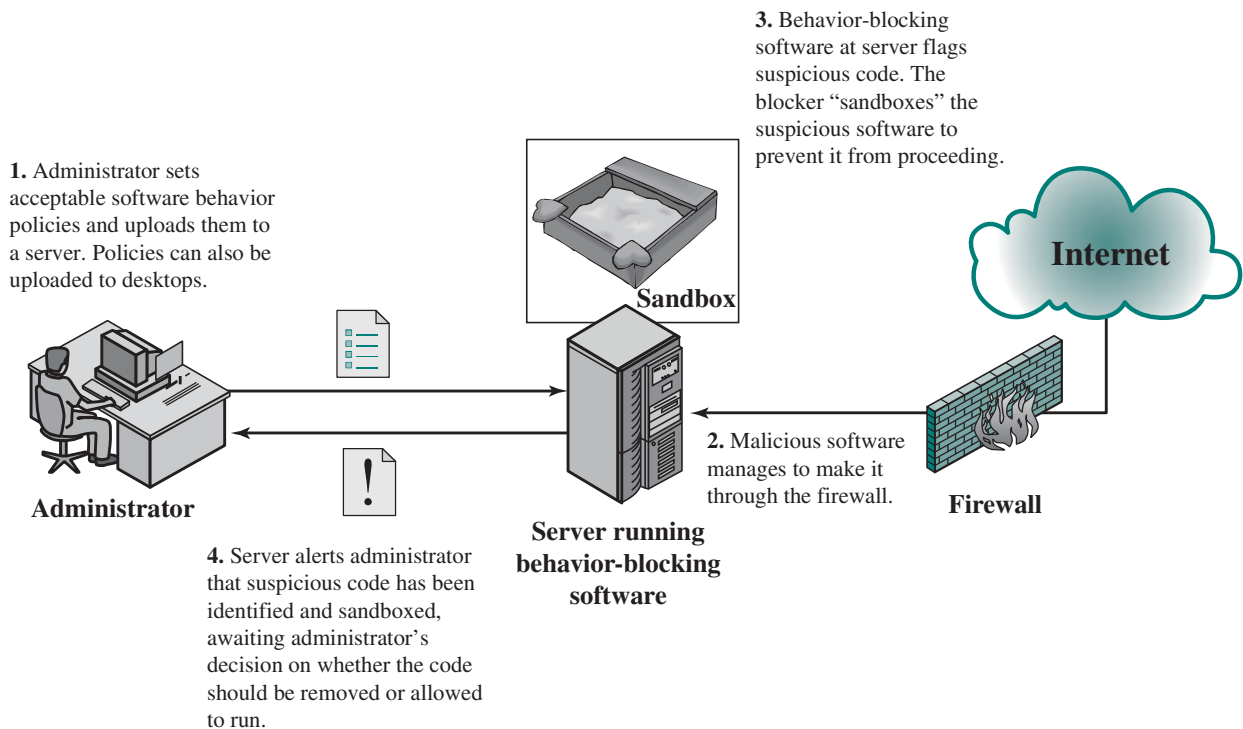 3. Behavior-blocking
software at server flags
suspicious code. The
blocker “sandboxes” the
suspicious software to
prevent it from proceeding.
1. Administrator sets
acceptable software behavior
policies and uploads them to
a server. Policies can also be
uploaded to desktops.
Internet
Sandbox
2. Malicious software
manages to make it
through the firewall.
Administrator
Firewall
Server running
behavior-blocking
software
4. Server alerts administrator
that suspicious code has been
identified and sandboxed,
awaiting administrator’s
decision on whether the code
should be removed or allowed
to run.